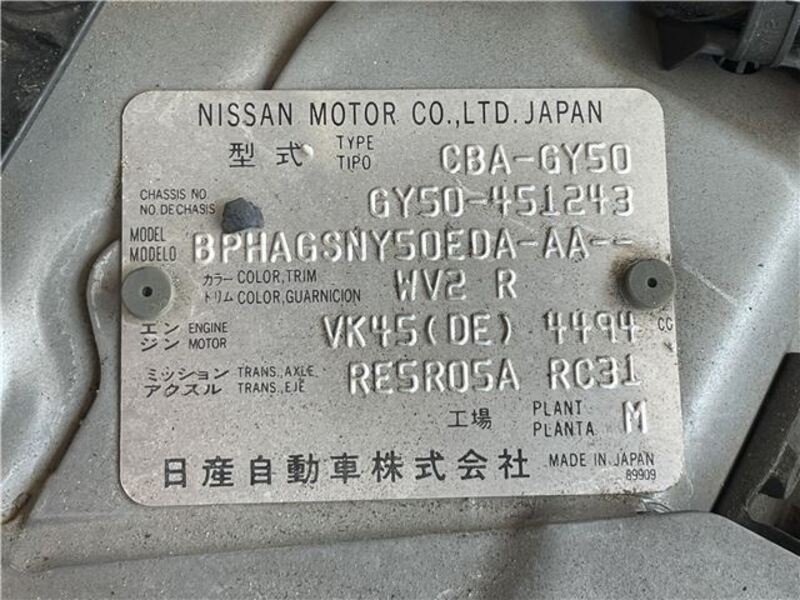 NISSAN MOTOR CO.,LTD. JAPAN
型式 TYPE TIPO CBA-GY50
CHASSIS NO. NO. DE CHASIS GY50-451243
MODEL MODELO BPHAGSNY50EDA-AA--
カラー COLOR,TRIM
トリム COLOR,GUARNICION WV2 R
エンジン ENGINE MOTOR VK45(DE) 4494 CC
ミッション TRANS.,AXLE
アクスル TRANS.,EJE RE5R05A RC31
工場 PLANT PLANTA M
日産自動車株式会社 MADE IN JAPAN
89909